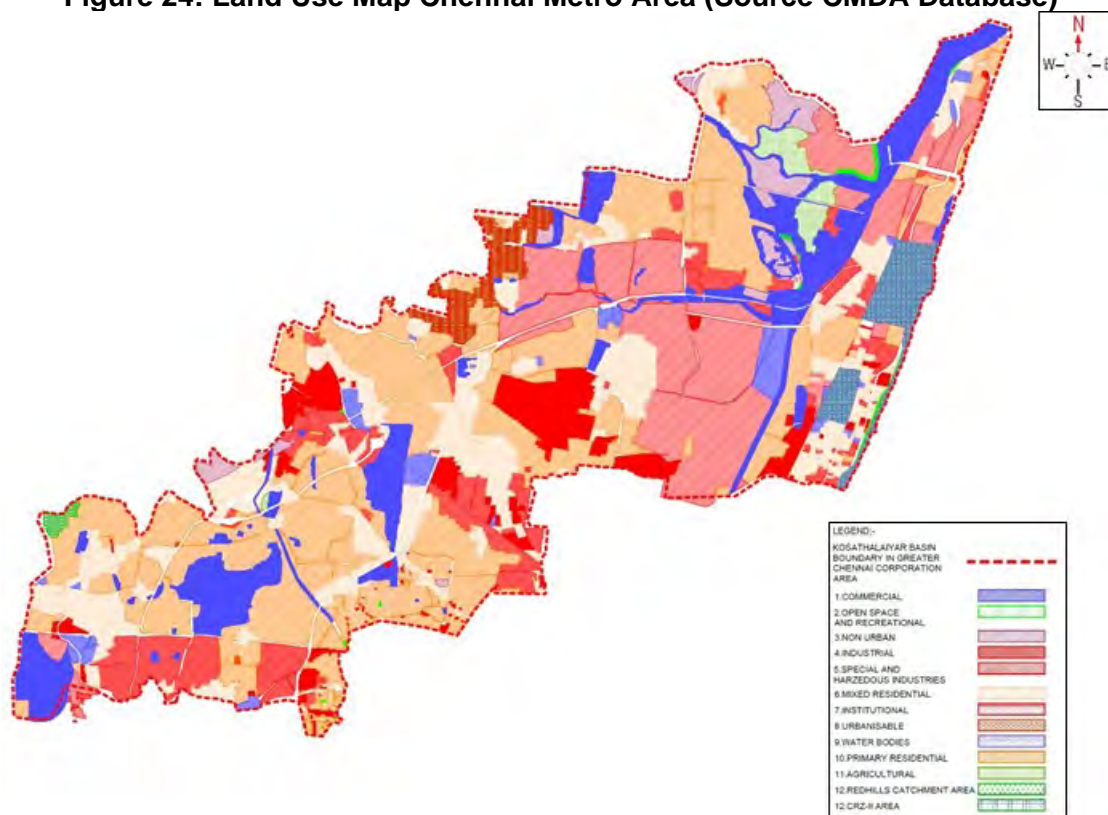 Figure 24: Land Use Map Chennai Metro Area (Source CMDA Database)
N
W
E
S
LEGEND:-
KOSATHALAIYAR BASIN
BOUNDARY IN GREATER
CHENNAI CORPORATION
AREA
1.COMMERCIAL
2.OPEN SPACE
AND RECREATIONAL
3.NON URBAN
4.INDUSTRIAL
5.SPECIAL AND
HARZEDOUS INDUSTRIES
6.MIXED RESIDENTIAL
7.INSTITUTIONAL
8.URBANISABLE
9.WATER BODIES
10.PRIMARY RESIDENTIAL
11.AGRICULTURAL
12.REDHILLS CATCHMENT AREA
12.CRZ-II AREA